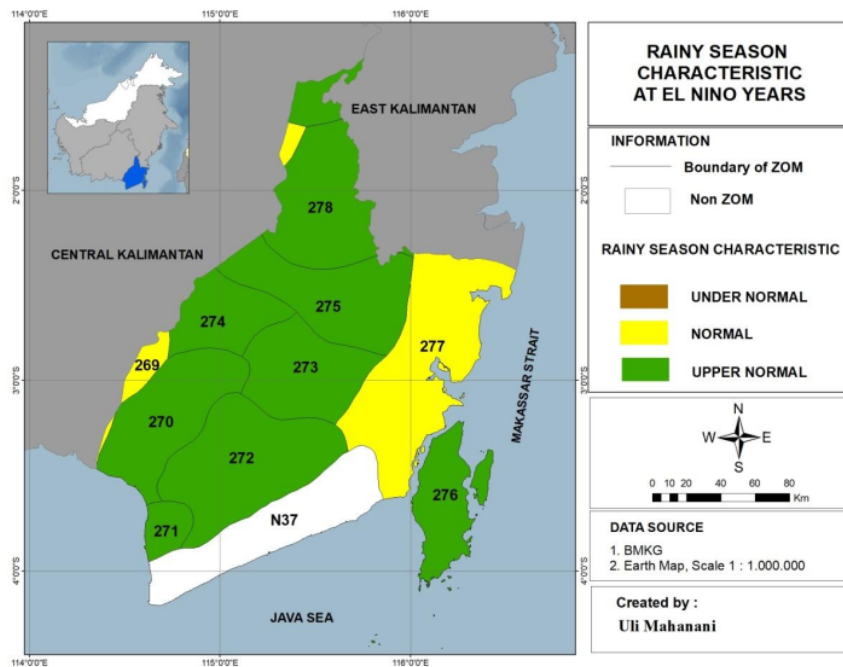 114°0'0"E
115°0'0"E
116°0'0"E
2°0'0"S
3°0'0"S
4°0'0"S
EAST KALIMANTAN
CENTRAL KALIMANTAN
278
275
274
273
277
269
270
272
276
271
N37
MAKASSAR STRAIT
JAVA SEA
2°0'0"S
3°0'0"S
4°0'0"S
114°0'0"E
115°0'0"E
116°0'0"E
RAINY SEASON
CHARACTERISTIC
AT EL NINO YEARS
INFORMATION
Boundary of ZOM
Non ZOM
RAINY SEASON CHARACTERISTIC
UNDER NORMAL
NORMAL
UPPER NORMAL
N
W E
S
0 10 20 40 60 80
Km
DATA SOURCE
1. BMKG
2. Earth Map, Scale 1 : 1.000.000
Created by :
Uli Mahanani